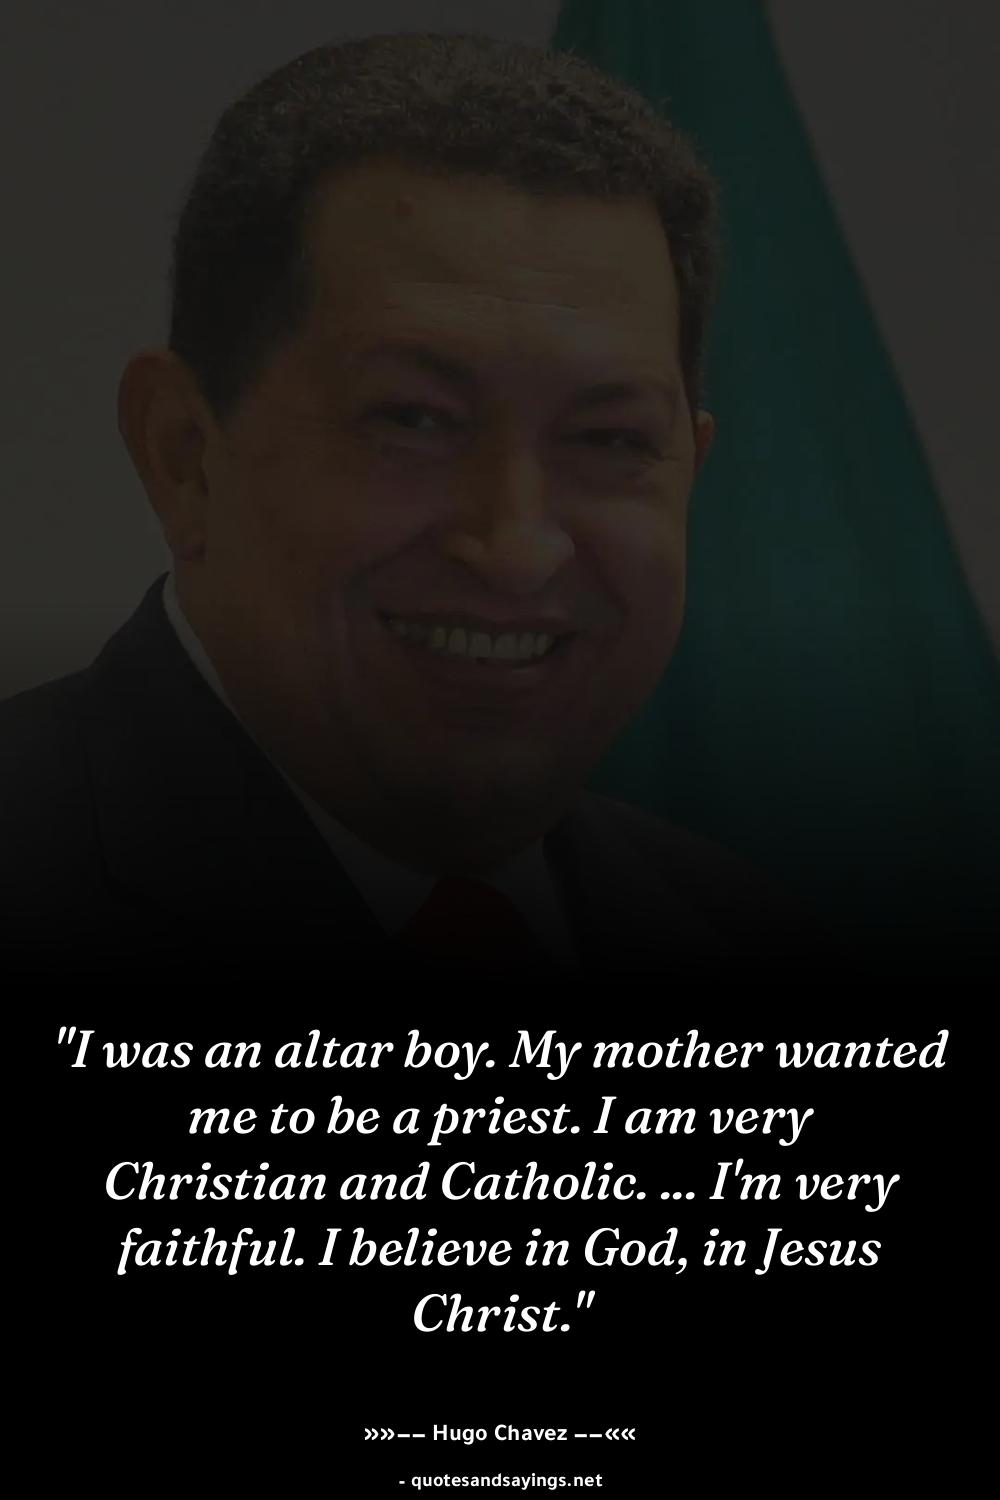 "I was an altar boy. My mother wanted
me to be a priest. I am very
Christian and Catholic. ... I'm very
faithful. I believe in God, in Jesus
Christ."
»»−− Hugo Chavez −−««
- quotesandsayings.net